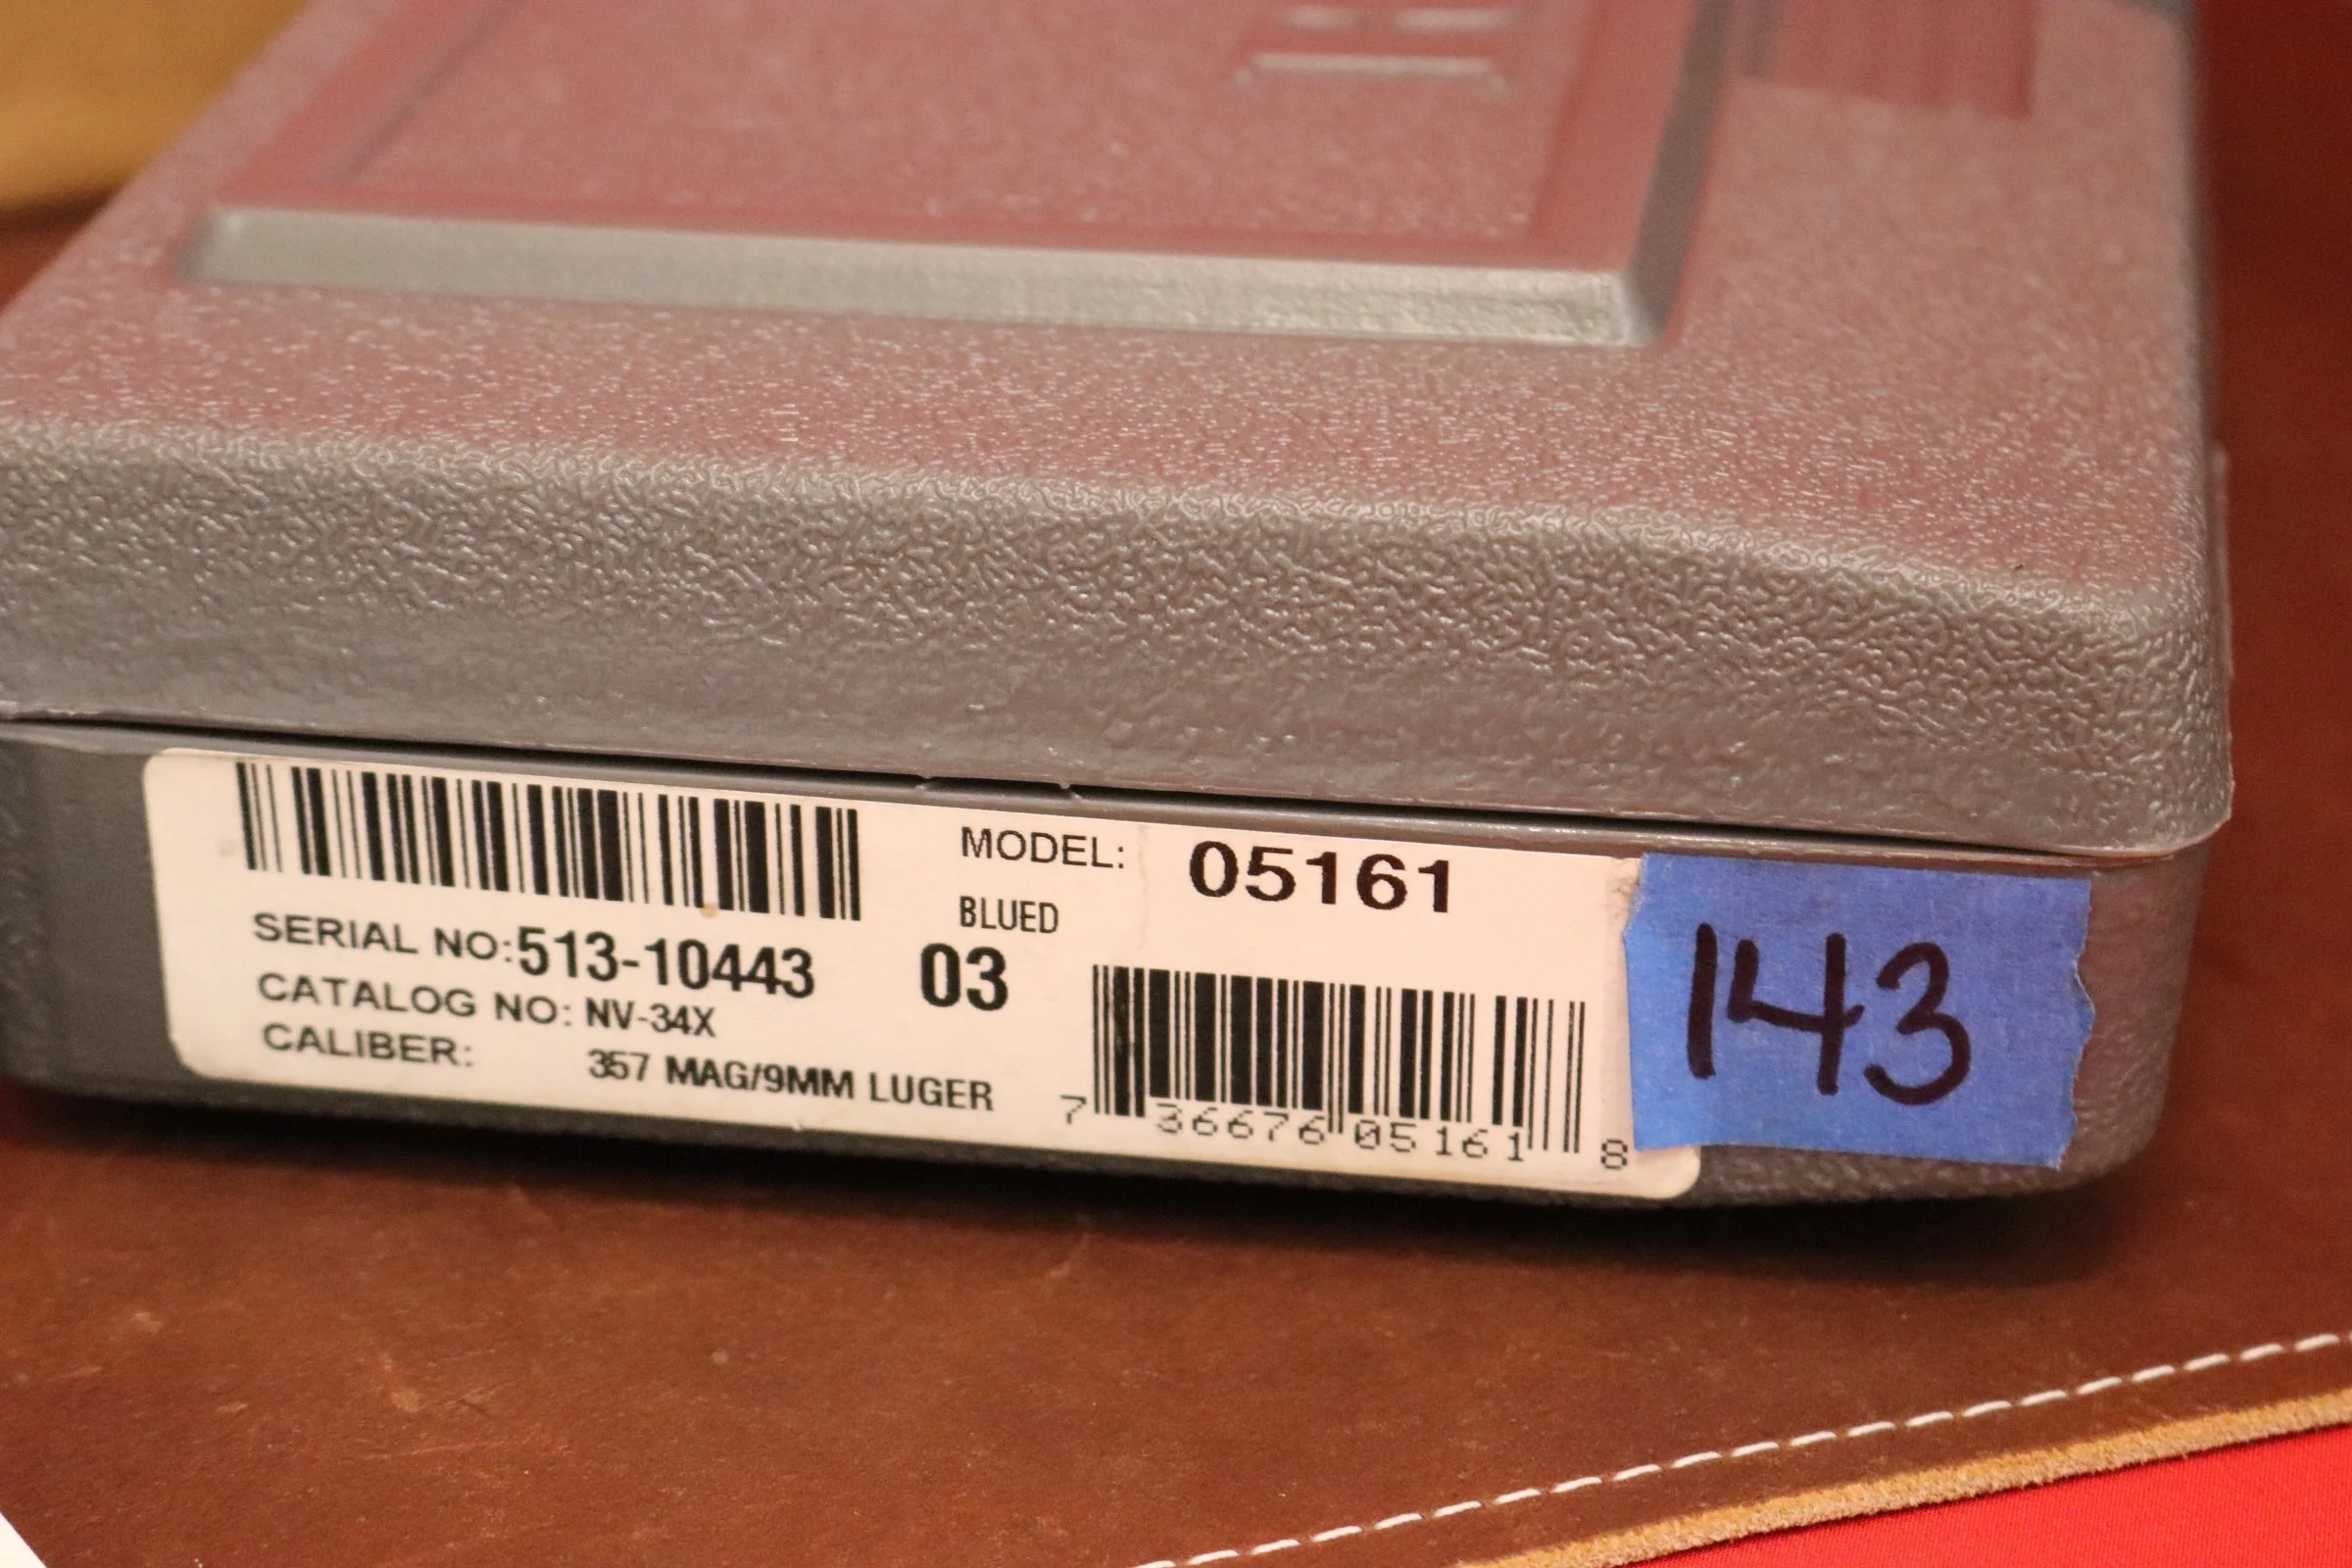 MODEL: 05161
BLUED
SERIAL NO: 513-10443 03
CATALOG NO: NV-34X
CALIBER: 357 MAG/9MM LUGER
7 36676 05161 8
143